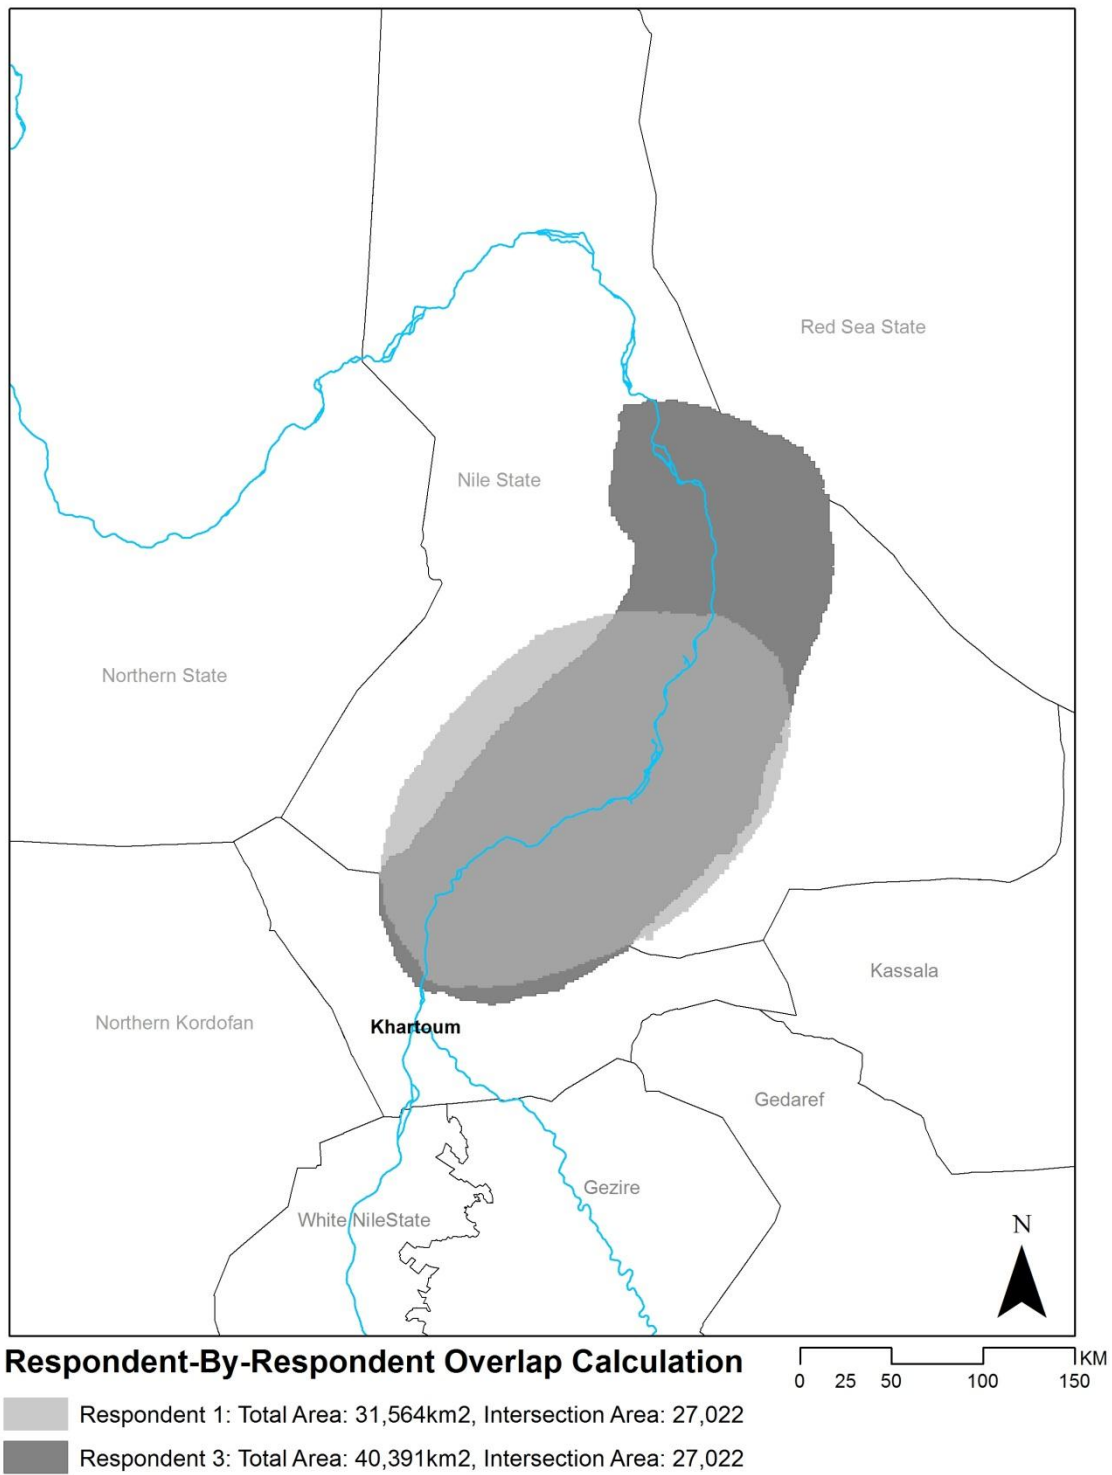 Red Sea State
Nile State
Northern State
Kassala
Northern Kordofan
Khartoum
Gedaref
Gezire
White NileState
N
Respondent-By-Respondent Overlap Calculation
KM
0 25 50 100 150
Respondent 1: Total Area: 31,564km2, Intersection Area: 27,022
Respondent 3: Total Area: 40,391km2, Intersection Area: 27,022